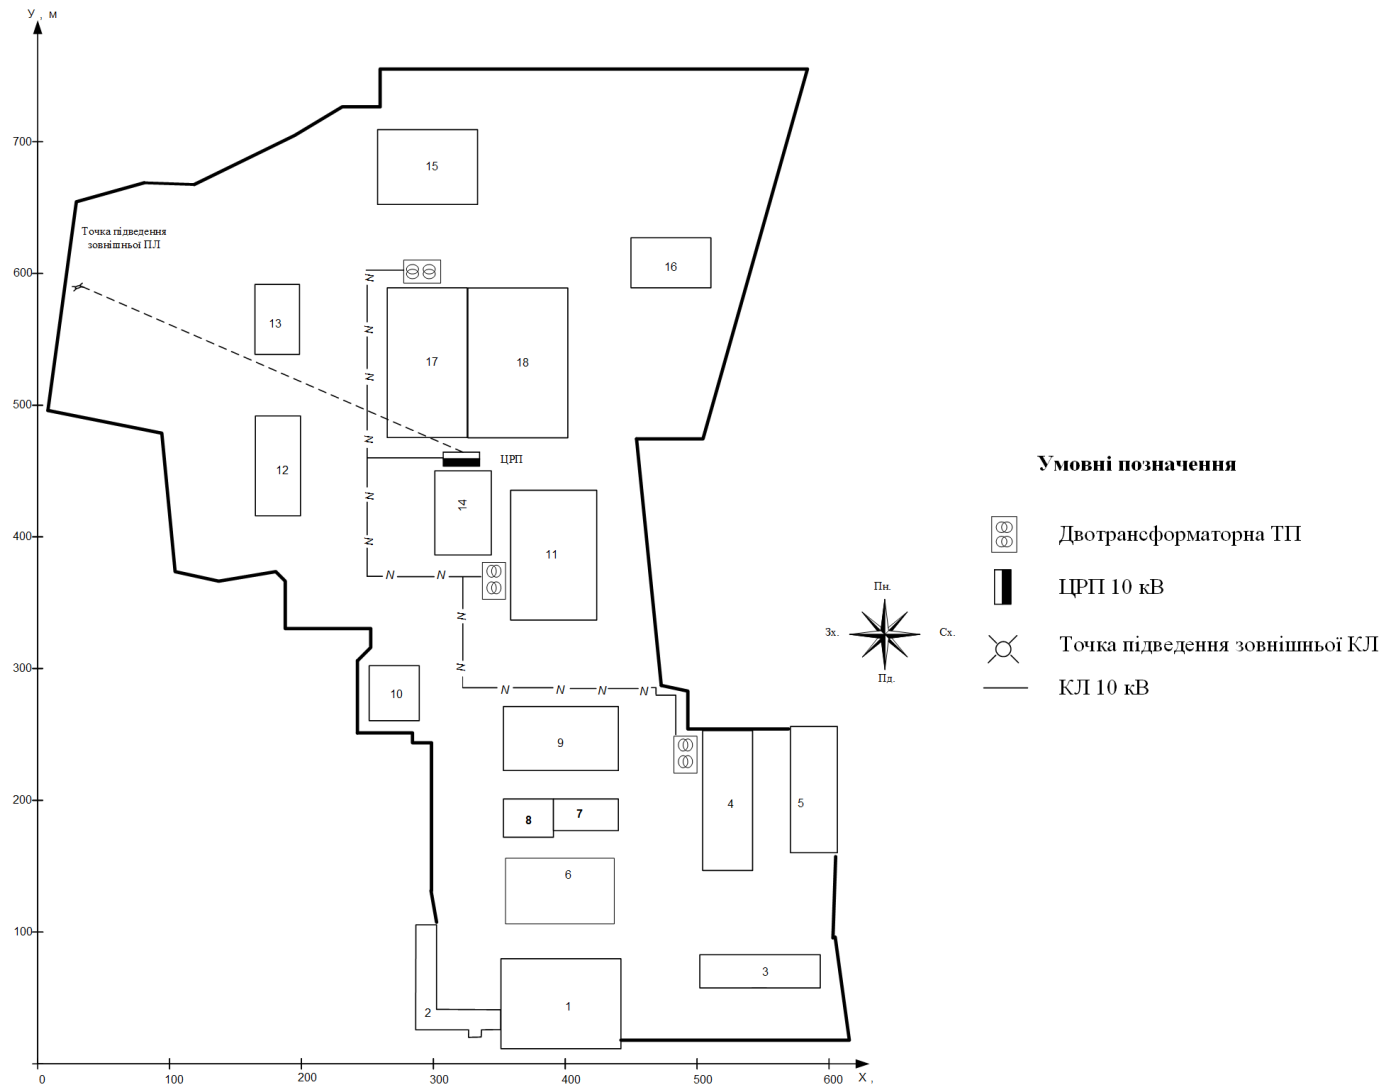 У , м
700
15
Точка підведення
зовнішньої ПЛ
16
600
N
13
N
17
18
N
500
N
ЦРП
Умовні позначення
12
N
14
Двотрансформаторна ТП
400
N
11
N
N
ЦРП 10 кВ
Пн.
N
Зх.
Сх.
Точка підведення зовнішньої КЛ
300
N
Пд.
10
N
N
N
N
КЛ 10 кВ
9
200
4
5
8
7
6
100
3
2
1
0
100
200
300
400
500
600
X ,